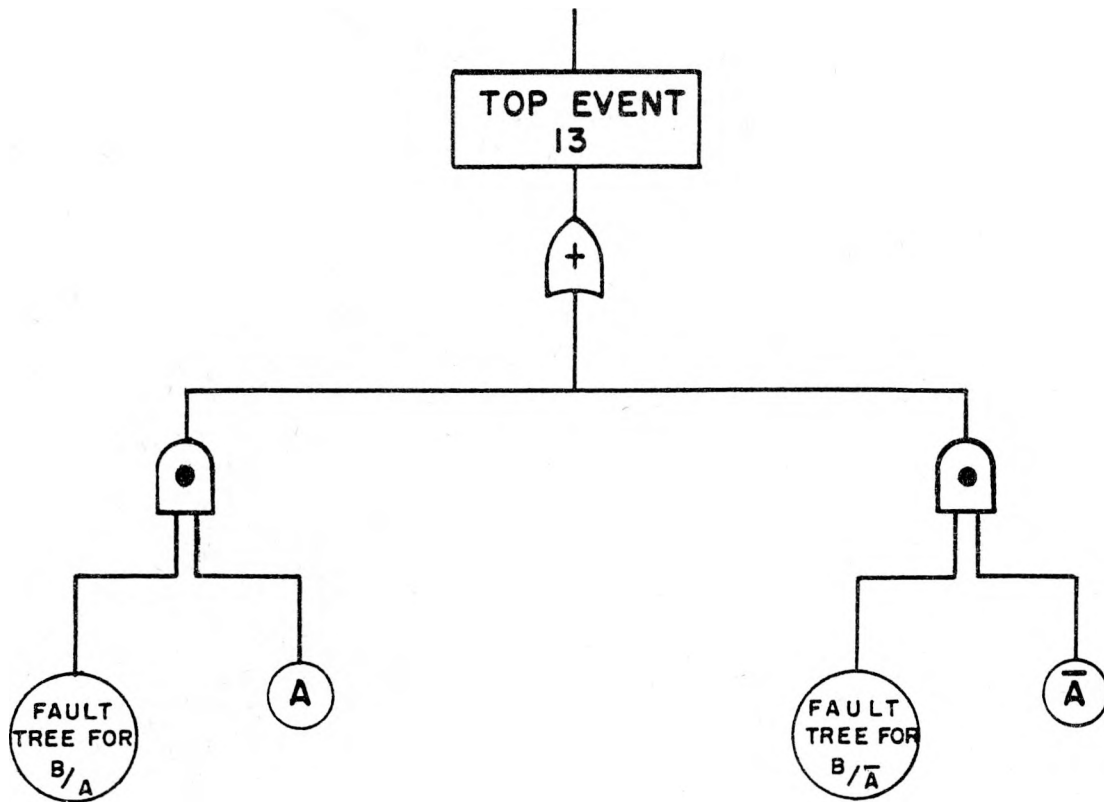 TOP EVENT
13
+
FAULT
TREE FOR
B/A
A
FAULT
TREE FOR
B/Ā
Ā